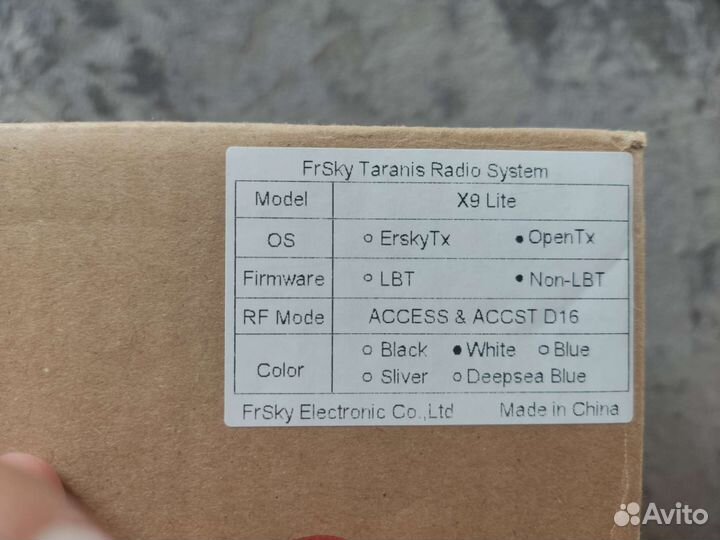 FrSky Taranis Radio System
Model X9 Lite
OS ○ ErskyTx ● OpenTx
Firmware ○ LBT ● Non-LBT
RF Mode ACCESS & ACCST D16
Color ○ Black ● White ○ Blue
○ Sliver ○ Deepsea Blue
FrSky Electronic Co.,Ltd Made in China
Avito